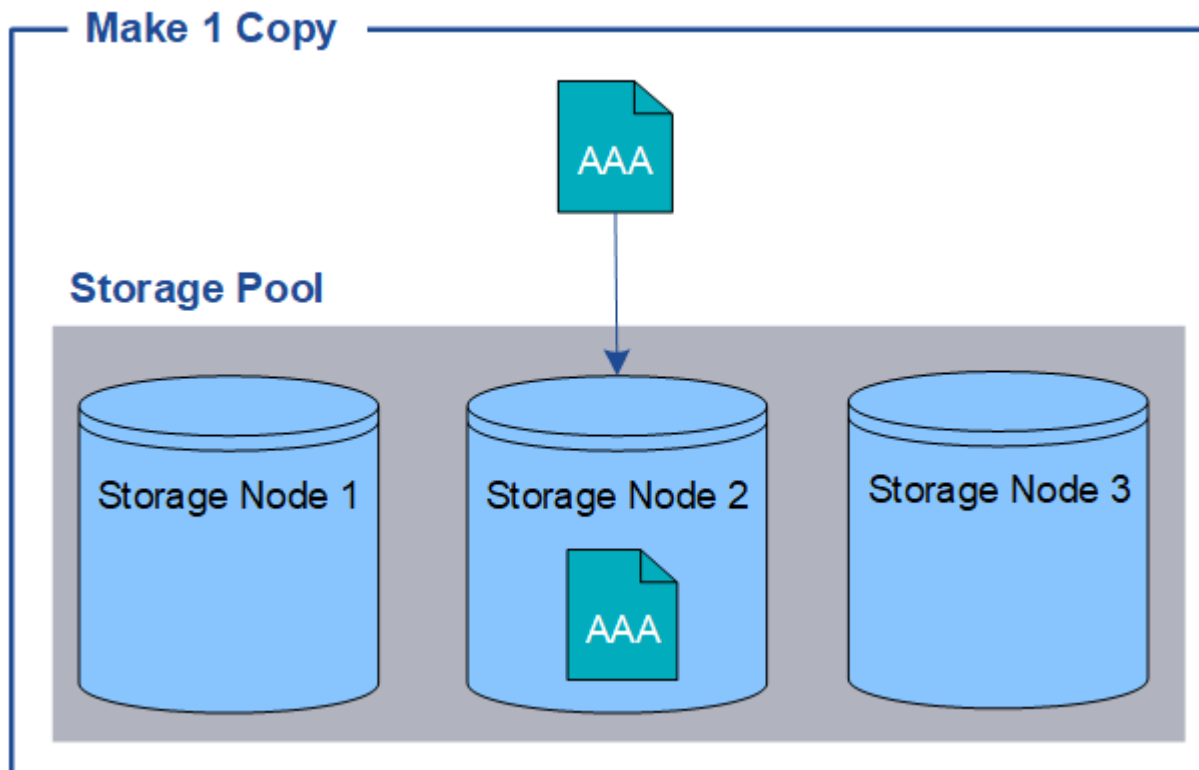 Make 1 Copy
AAA
Storage Pool
Storage Node 1
Storage Node 2
Storage Node 3
AAA